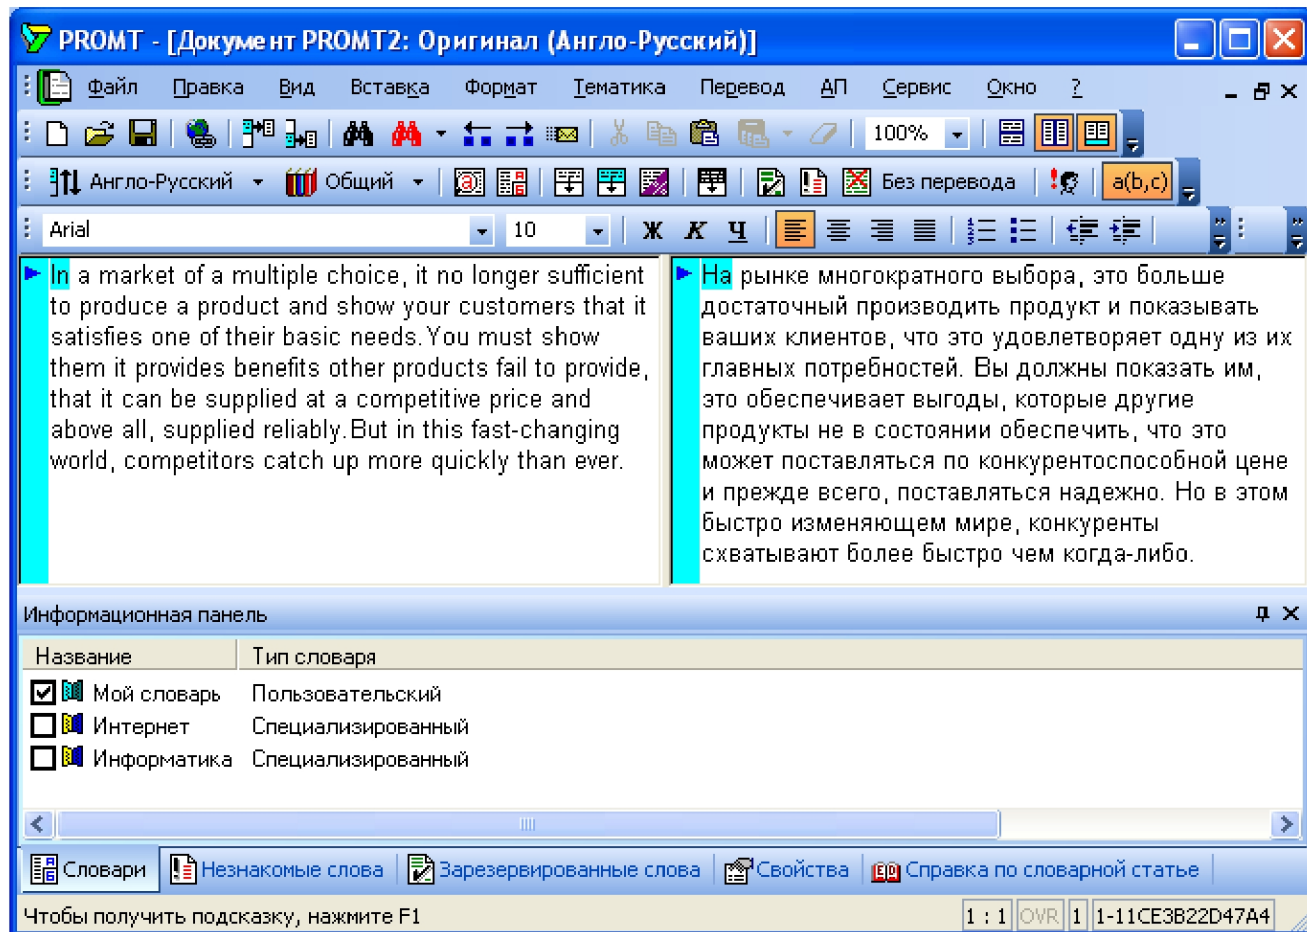 PROMT - [Документ PROMT2: Оригинал (Англо-Русский)]
Файл Правка Вид Вставка Формат Тематика Перевод АП Сервис Окно ?
100%
Англо-Русский Общий Без перевода a(b,c)
Arial 10 Ж К Ч
In a market of a multiple choice, it no longer sufficient
to produce a product and show your customers that it
satisfies one of their basic needs. You must show
them it provides benefits other products fail to provide,
that it can be supplied at a competitive price and
above all, supplied reliably. But in this fast-changing
world, competitors catch up more quickly than ever.
На рынке многократного выбора, это больше
достаточный производить продукт и показывать
ваших клиентов, что это удовлетворяет одну из их
главных потребностей. Вы должны показать им,
это обеспечивает выгоды, которые другие
продукты не в состоянии обеспечить, что это
может поставляться по конкурентоспособной цене
и прежде всего, поставляться надежно. Но в этом
быстро изменяющем мире, конкуренты
схватывают более быстро чем когда-либо.
Информационная панель
Название Тип словаря
Мой словарь Пользовательский
Интернет Специализированный
Информатика Специализированный
Словари Незнакомые слова Зарезервированные слова Свойства Справка по словарной статье
Чтобы получить подсказку, нажмите F1 1 : 1 OVR 1 1-11CE3B22D47A4